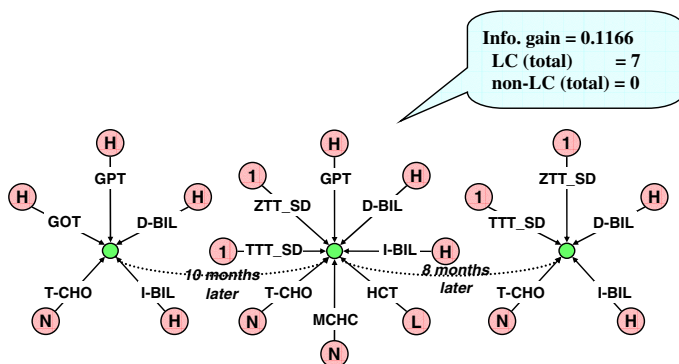 Info. gain = 0.1166
LC (total) = 7
non-LC (total) = 0
H
GPT
H
GOT
H
D-BIL
T-CHO
N
I-BIL
H
10 months
later
1
ZTT_SD
H
GPT
H
D-BIL
1
TTT_SD
I-BIL
H
T-CHO
N
MCHC
N
HCT
L
8 months
later
1
ZTT_SD
1
TTT_SD
H
D-BIL
T-CHO
N
I-BIL
H